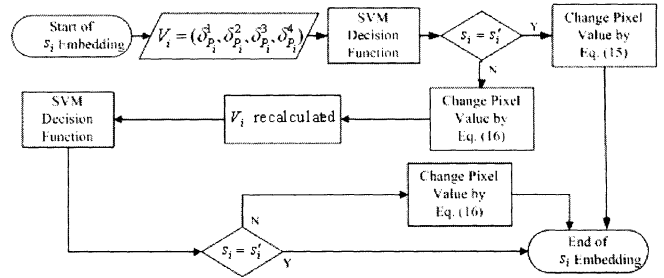 Start of
s_i Embedding
V_i = (δ^1_{P_i}、δ^2_{P_i}、δ^3_{P_i}、δ^4_{P_i})
SVM
Decision
Function
s_i = s_i'
Y
Change Pixel
Value by
Eq. (15)
N
Change Pixel
Value by
Eq. (16)
V_i recalculated
SVM
Decision
Function
s_i = s_i'
N
Change Pixel
Value by
Eq. (16)
Y
End of
s_i Embedding